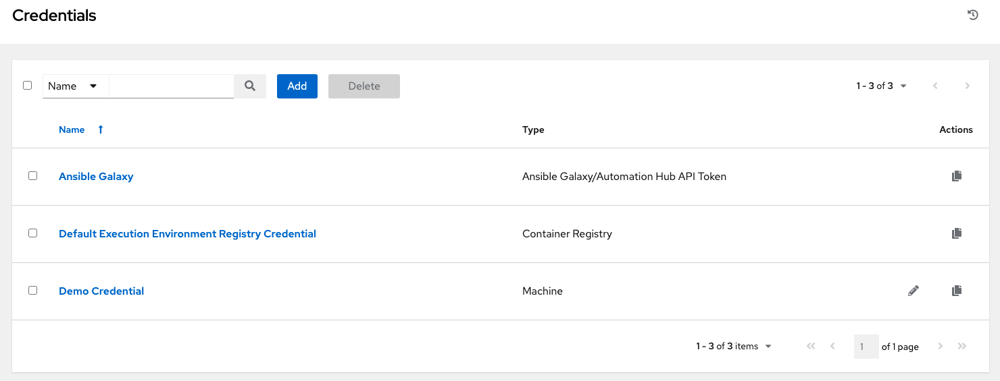 Credentials
Name Add Delete 1 - 3 of 3
Name Type Actions
Ansible Galaxy Ansible Galaxy/Automation Hub API Token
Default Execution Environment Registry Credential Container Registry
Demo Credential Machine
1 - 3 of 3 items 1 of 1 page